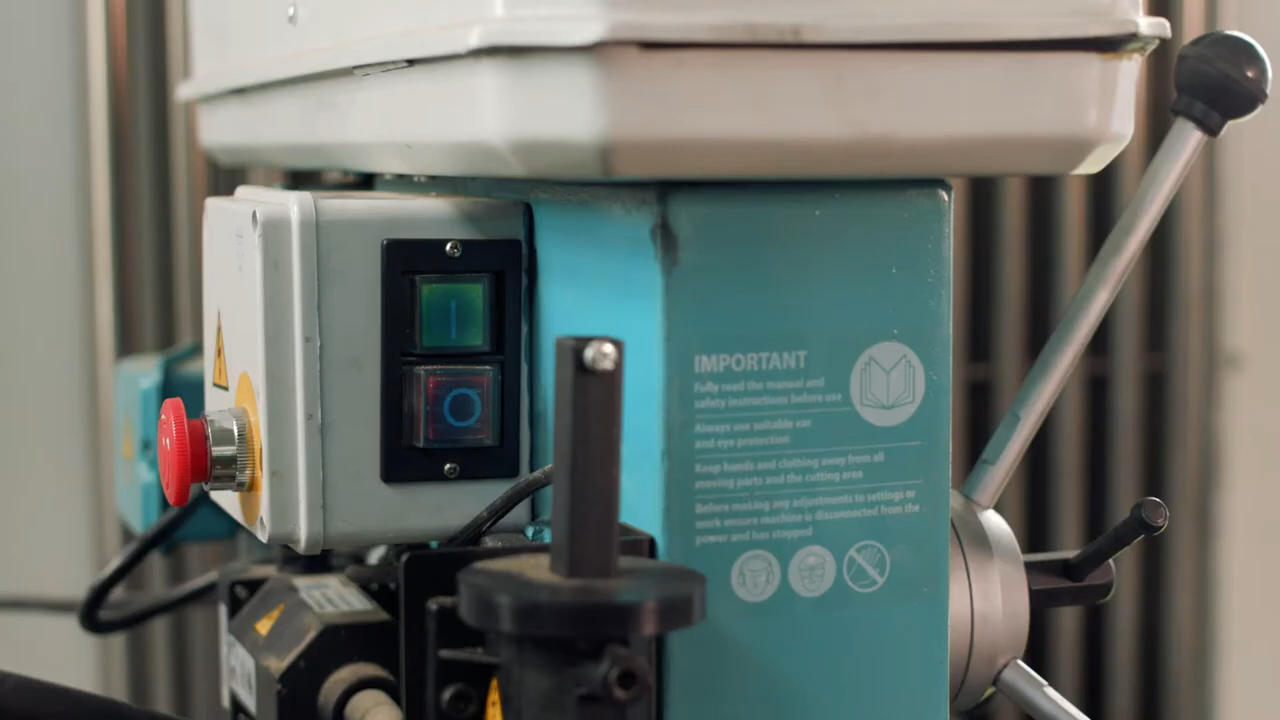 IMPORTANT
Fully read the manual and
safety instructions before use
Always use suitable ear
and eye protection
Keep hands and clothing away from all
moving parts and the cutting area
Before making any adjustments to settings or
work ensure machine is disconnected from the
power and has stopped